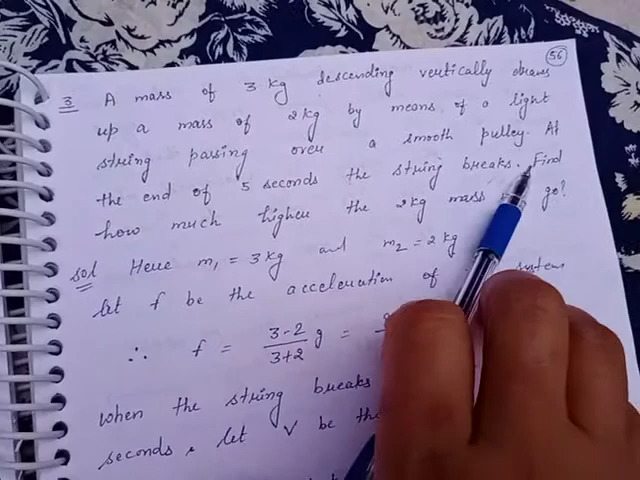 56
3 A mass of 3 kg descending vertically draws
up a mass of 2 kg by means of a light
string passing over a smooth pulley. At
the end of 5 seconds the string breaks. Find
how much higher the 2 kg mass go?
Sol Here m₁ = 3 kg and m₂ = 2 kg
let f be the acceleration of system
∴ f = 3-2/3+2 g =
When the string breaks
seconds, let V be the